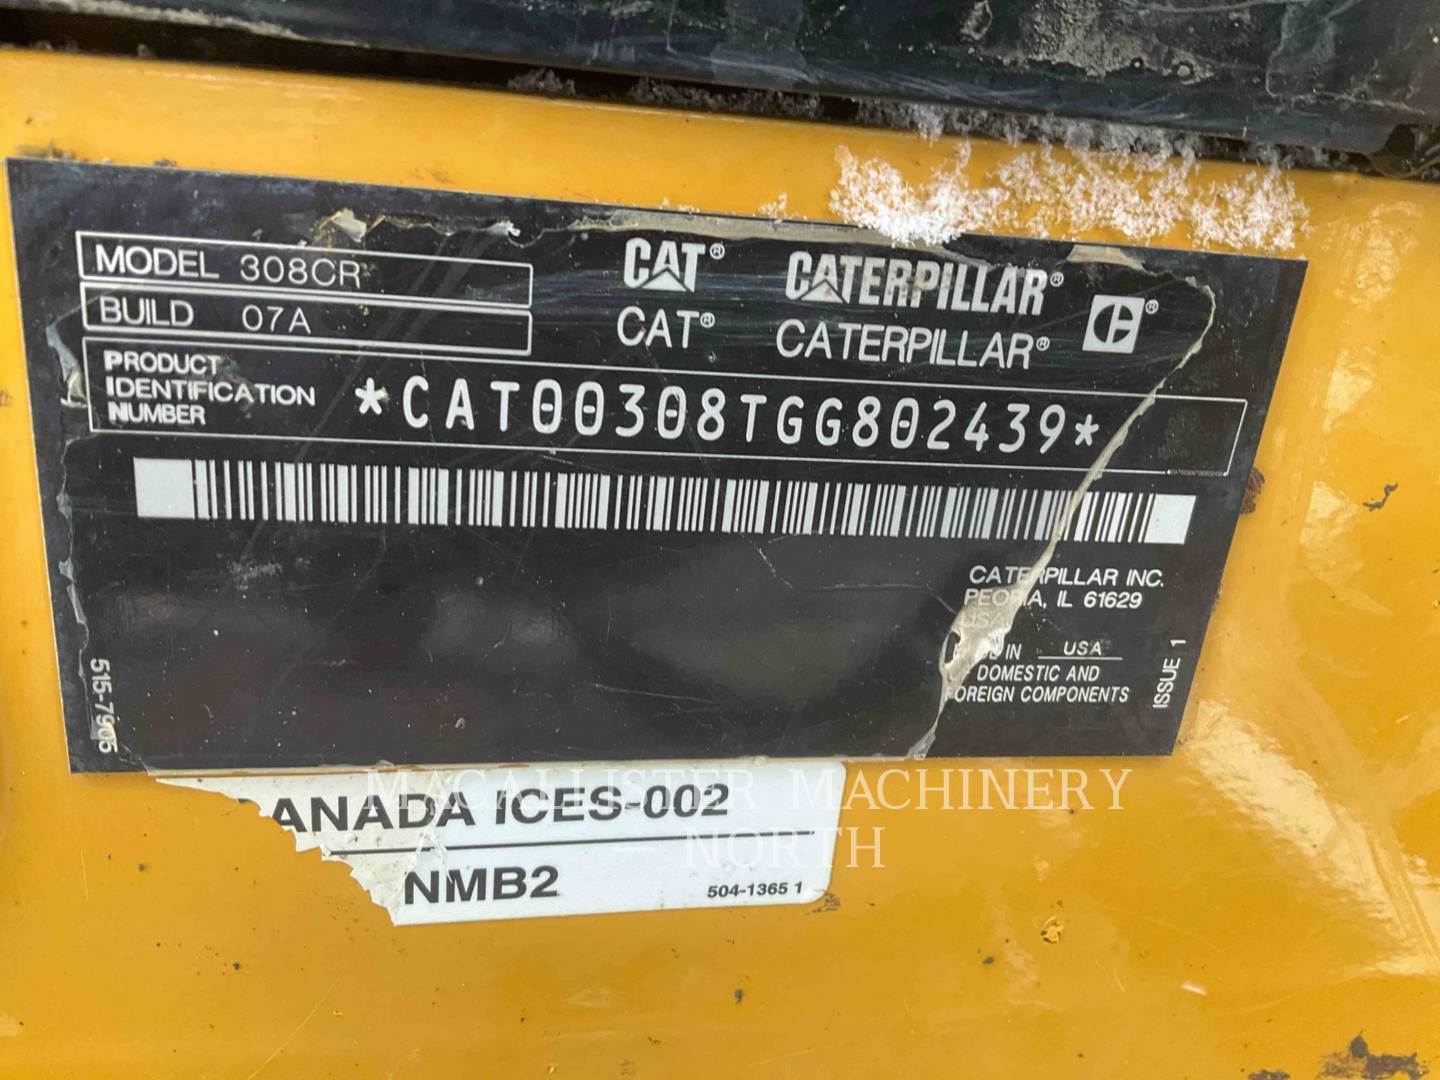 MODEL 308CR
BUILD 07A
CAT® CATERPILLAR®
CAT® CATERPILLAR® C®
PRODUCT
IDENTIFICATION
NUMBER
*CAT00308TGG802439*
CATERPILLAR INC.
PEORIA, IL 61629
USA
IN USA
DOMESTIC AND
FOREIGN COMPONENTS
ISSUE 1
515-7905
ANADA ICES-002
NMB2
504-1365 1
MACALLISTER MACHINERY
— NORTH